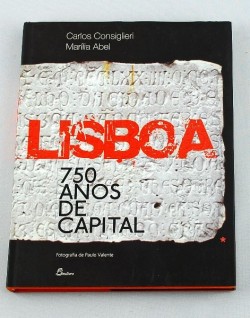 Carlos Consiglieri
Marília Abel
LISBOA
750
ANOS
DE
CAPITAL
Fotografia de Paulo Valente